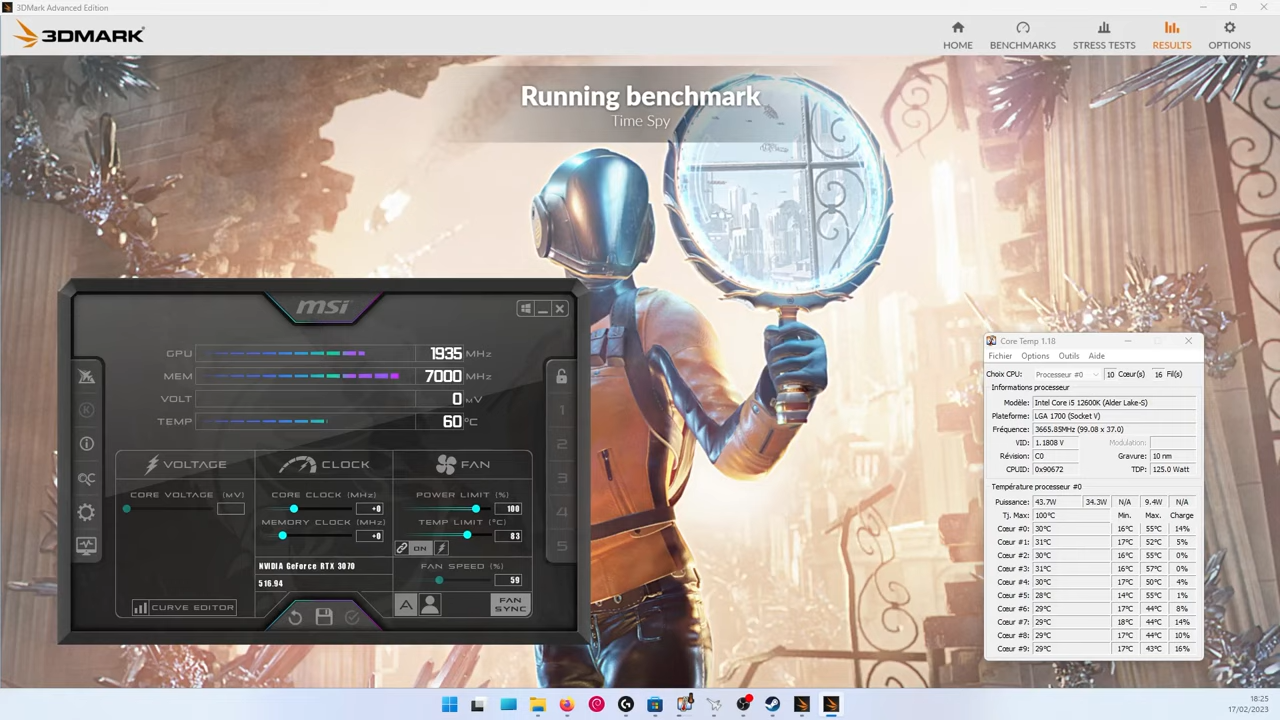 3DMark Advanced Edition
3DMARK
HOME
BENCHMARKS
STRESS TESTS
RESULTS
OPTIONS
Running benchmark
Time Spy
msi
GPU 1935 MHz
MEM 7000 MHz
VOLT 0 mV
TEMP 60 °C
K
i
OC
1
2
3
4
5
VOLTAGE
CLOCK
FAN
CORE VOLTAGE (MV)
CORE CLOCK (MHz)
+0
MEMORY CLOCK (MHz)
+0
POWER LIMIT (%)
100
TEMP LIMIT (°C)
83
ON
NVIDIA GeForce RTX 3070
516.94
FAN SPEED (%)
59
CURVE EDITOR
A
FAN SYNC
Core Temp 1.18
Fichier Options Outils Aide
Choix CPU: Processeur #0 10 Cœur(s) 16 Fil(s)
Informations processeur
Modèle: Intel Core i5 12600K (Alder Lake-S)
Plateforme: LGA 1700 (Socket V)
Fréquence: 3665.85MHz (99.08 x 37.0)
VID: 1.1808 V Modulation:
Révision: C0 Gravure: 10 nm
CPUID: 0x90672 TDP: 125.0 Watt
Température processeur #0
Puissance: 43.7W 34.3W N/A 9.4W N/A
Tj. Max: 100°C Min. Max. Charge
Cœur #0: 30°C 16°C 55°C 14%
Cœur #1: 31°C 17°C 52°C 5%
Cœur #2: 30°C 16°C 55°C 0%
Cœur #3: 31°C 16°C 57°C 0%
Cœur #4: 30°C 17°C 50°C 4%
Cœur #5: 28°C 14°C 55°C 1%
Cœur #6: 29°C 17°C 44°C 8%
Cœur #7: 29°C 18°C 44°C 14%
Cœur #8: 29°C 17°C 44°C 10%
Cœur #9: 29°C 17°C 43°C 16%
18:25
17/02/2023